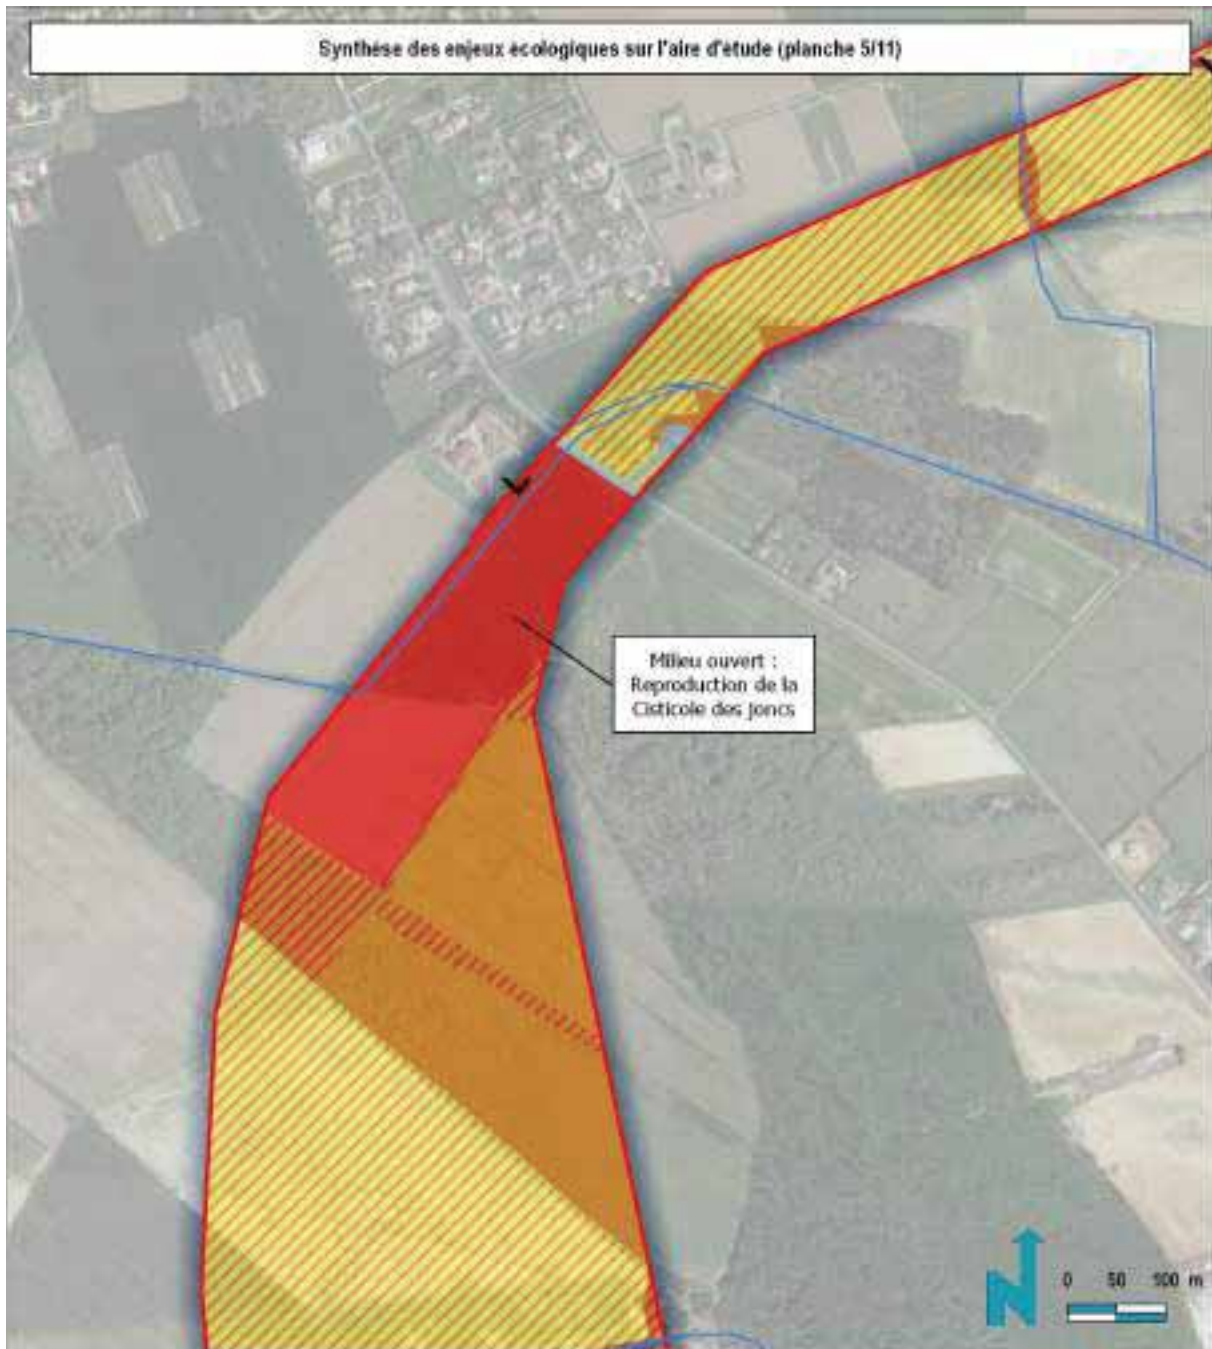 Synthèse des enjeux écologiques sur l'aire d'étude (planche 5/11)
Milieu ouvert :
Reproduction de la
Cisticole des joncs
N
0 50 100 m